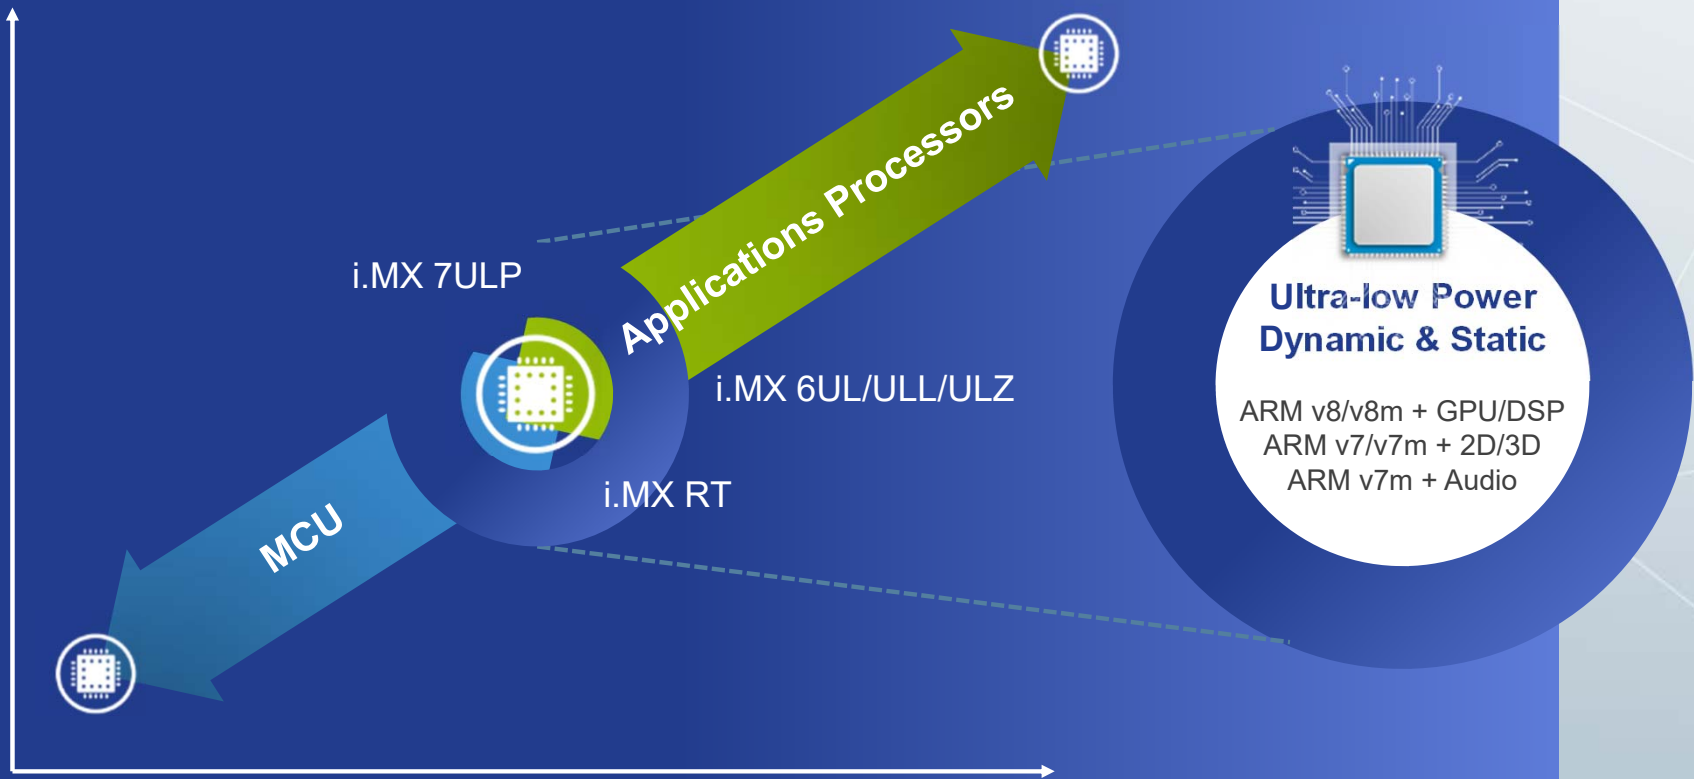 Applications Processors
i.MX 7ULP
i.MX 6UL/ULL/ULZ
i.MX RT
MCU
Ultra-low Power
Dynamic & Static
ARM v8/v8m + GPU/DSP
ARM v7/v7m + 2D/3D
ARM v7m + Audio